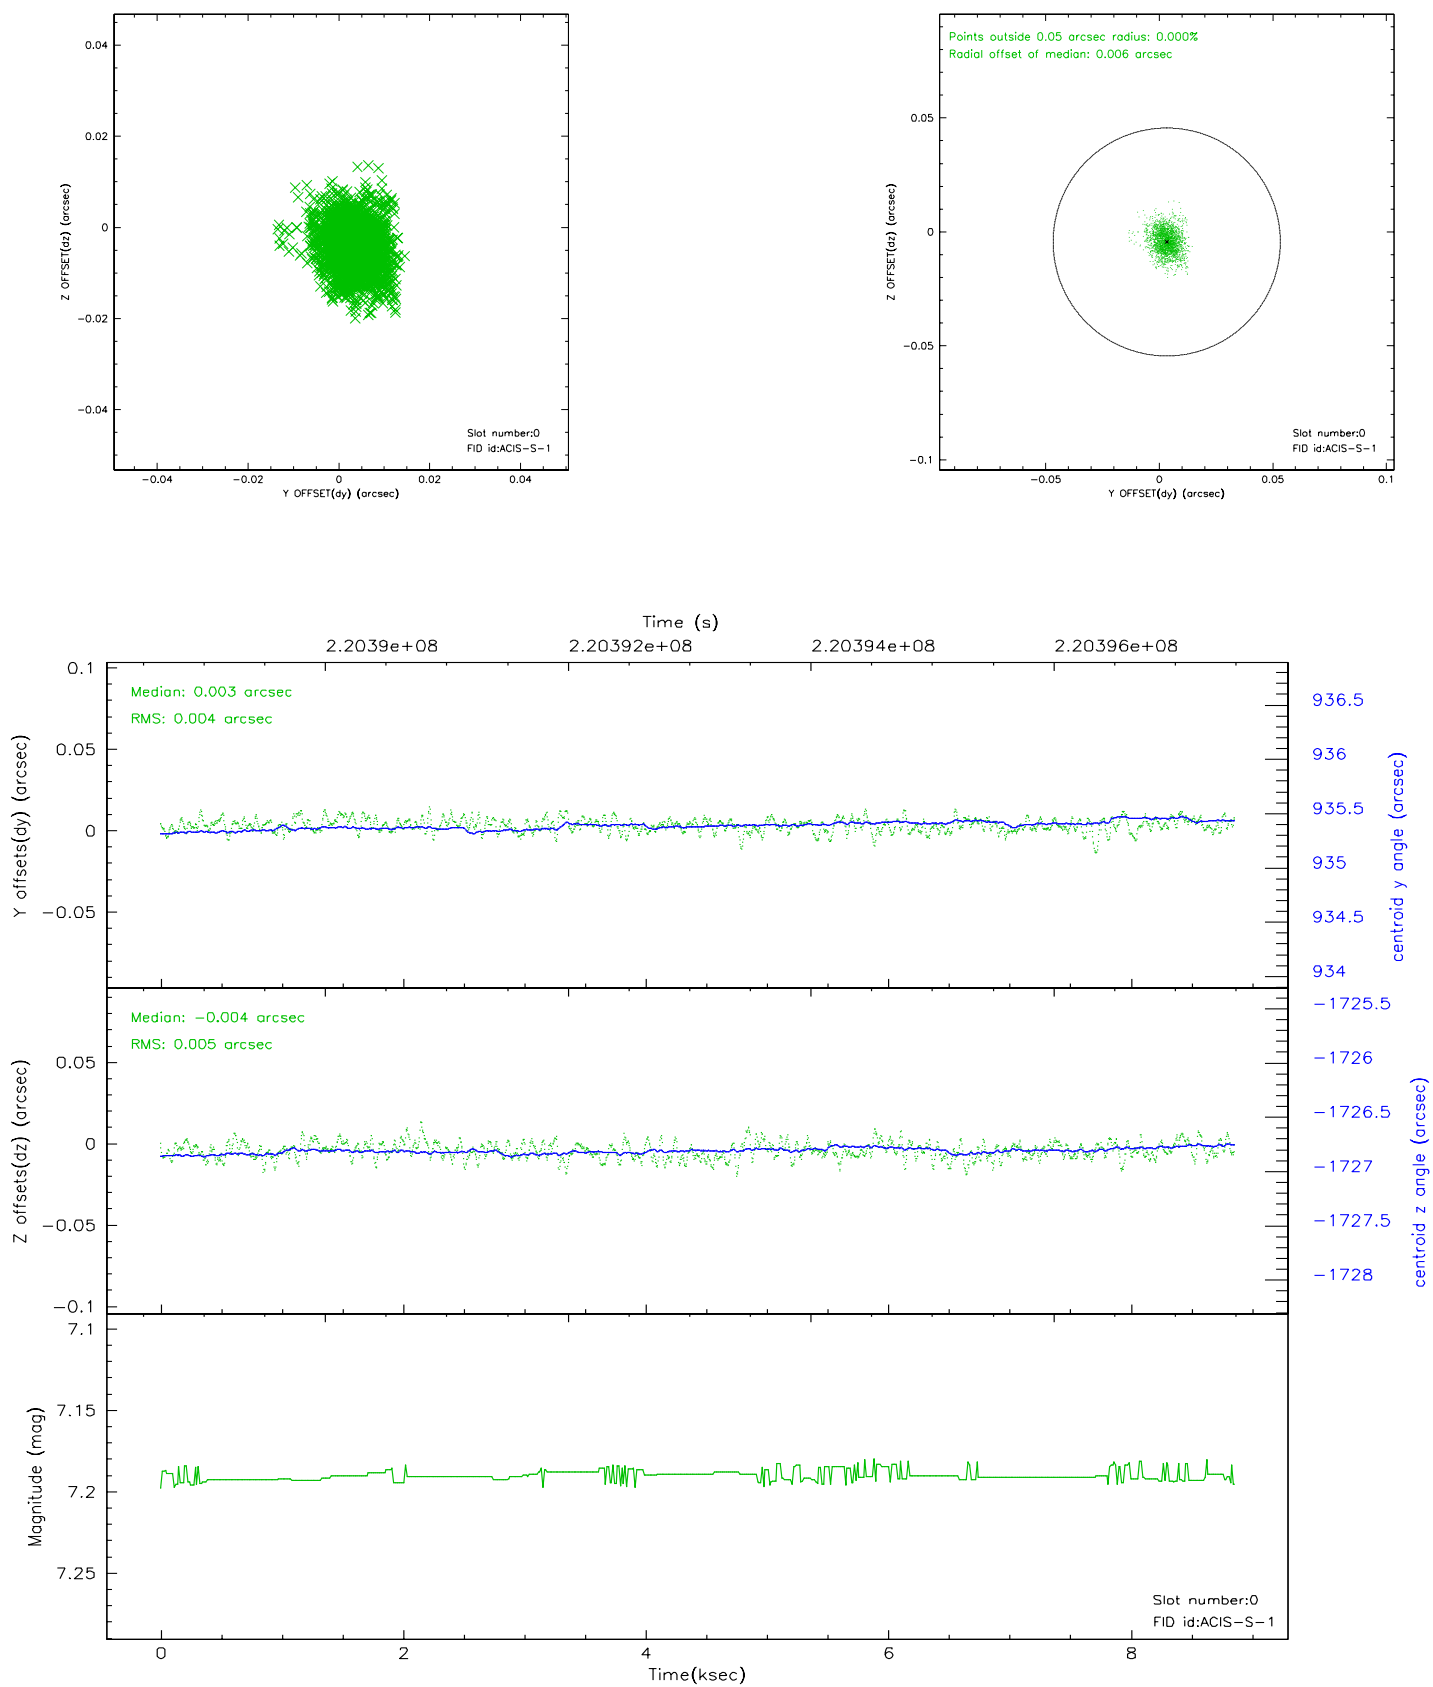 0.04
0.02
0
-0.02
-0.04
Z OFFSET(dz) (arcsec)
Slot number:0
FID id:ACIS-S-1
-0.04 -0.02 0 0.02 0.04
Y OFFSET(dy) (arcsec)
Points outside 0.05 arcsec radius: 0.000%
Radial offset of median: 0.006 arcsec
0.05
0
-0.05
-0.1
Z OFFSET(dz) (arcsec)
Slot number:0
FID id:ACIS-S-1
-0.05 0 0.05 0.1
Y OFFSET(dy) (arcsec)
Time (s)
2.2039e+08 2.20392e+08 2.20394e+08 2.20396e+08
0.1
0.05
0
-0.05
Y offsets(dy) (arcsec)
Median: 0.003 arcsec
RMS: 0.004 arcsec
936.5
936
935.5
935
934.5
934
centroid y angle (arcsec)
0.05
0
-0.05
-0.1
Z offsets(dz) (arcsec)
Median: -0.004 arcsec
RMS: 0.005 arcsec
-1725.5
-1726
-1726.5
-1727
-1727.5
-1728
centroid z angle (arcsec)
7.1
7.15
7.2
7.25
Magnitude (mag)
Slot number:0
FID id:ACIS-S-1
0 2 4 6 8
Time(ksec)